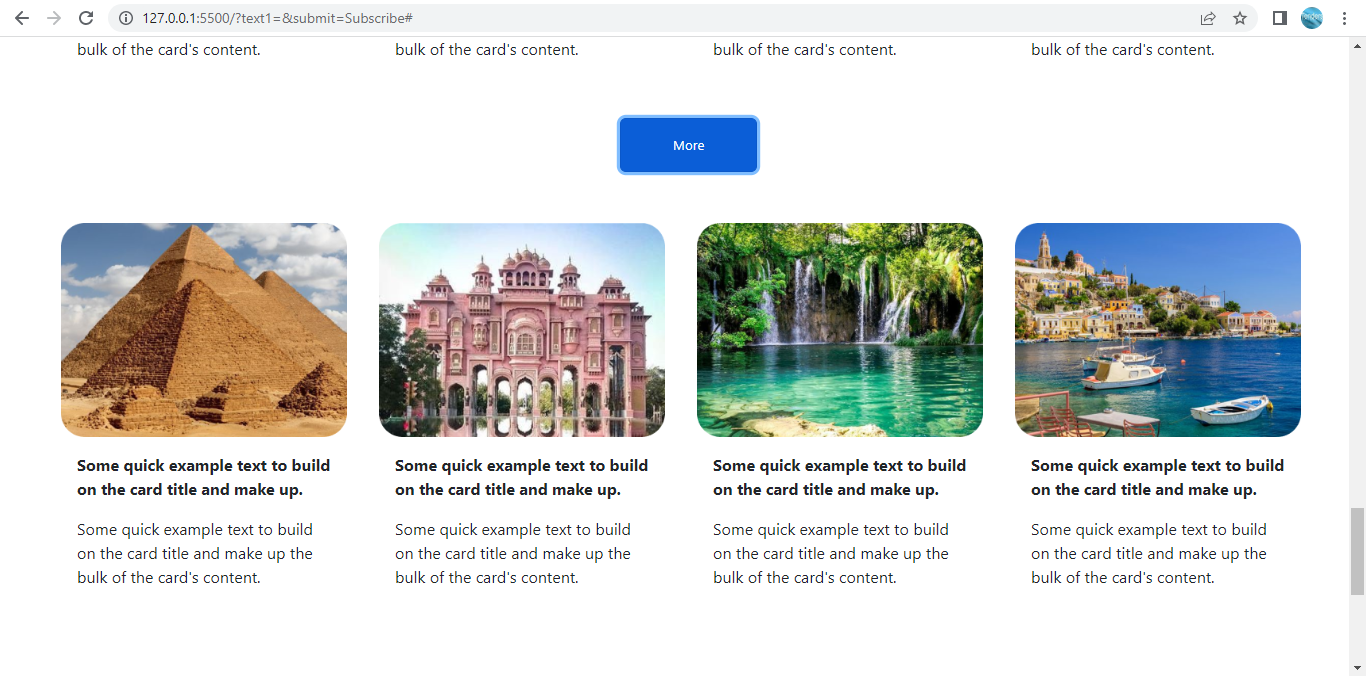 127.0.0.1:5500/?text1=&submit=Subscribe#
bulk of the card's content.
bulk of the card's content.
bulk of the card's content.
bulk of the card's content.
More
Some quick example text to build
on the card title and make up.
Some quick example text to build
on the card title and make up the
bulk of the card's content.
Some quick example text to build
on the card title and make up.
Some quick example text to build
on the card title and make up the
bulk of the card's content.
Some quick example text to build
on the card title and make up.
Some quick example text to build
on the card title and make up the
bulk of the card's content.
Some quick example text to build
on the card title and make up.
Some quick example text to build
on the card title and make up the
bulk of the card's content.